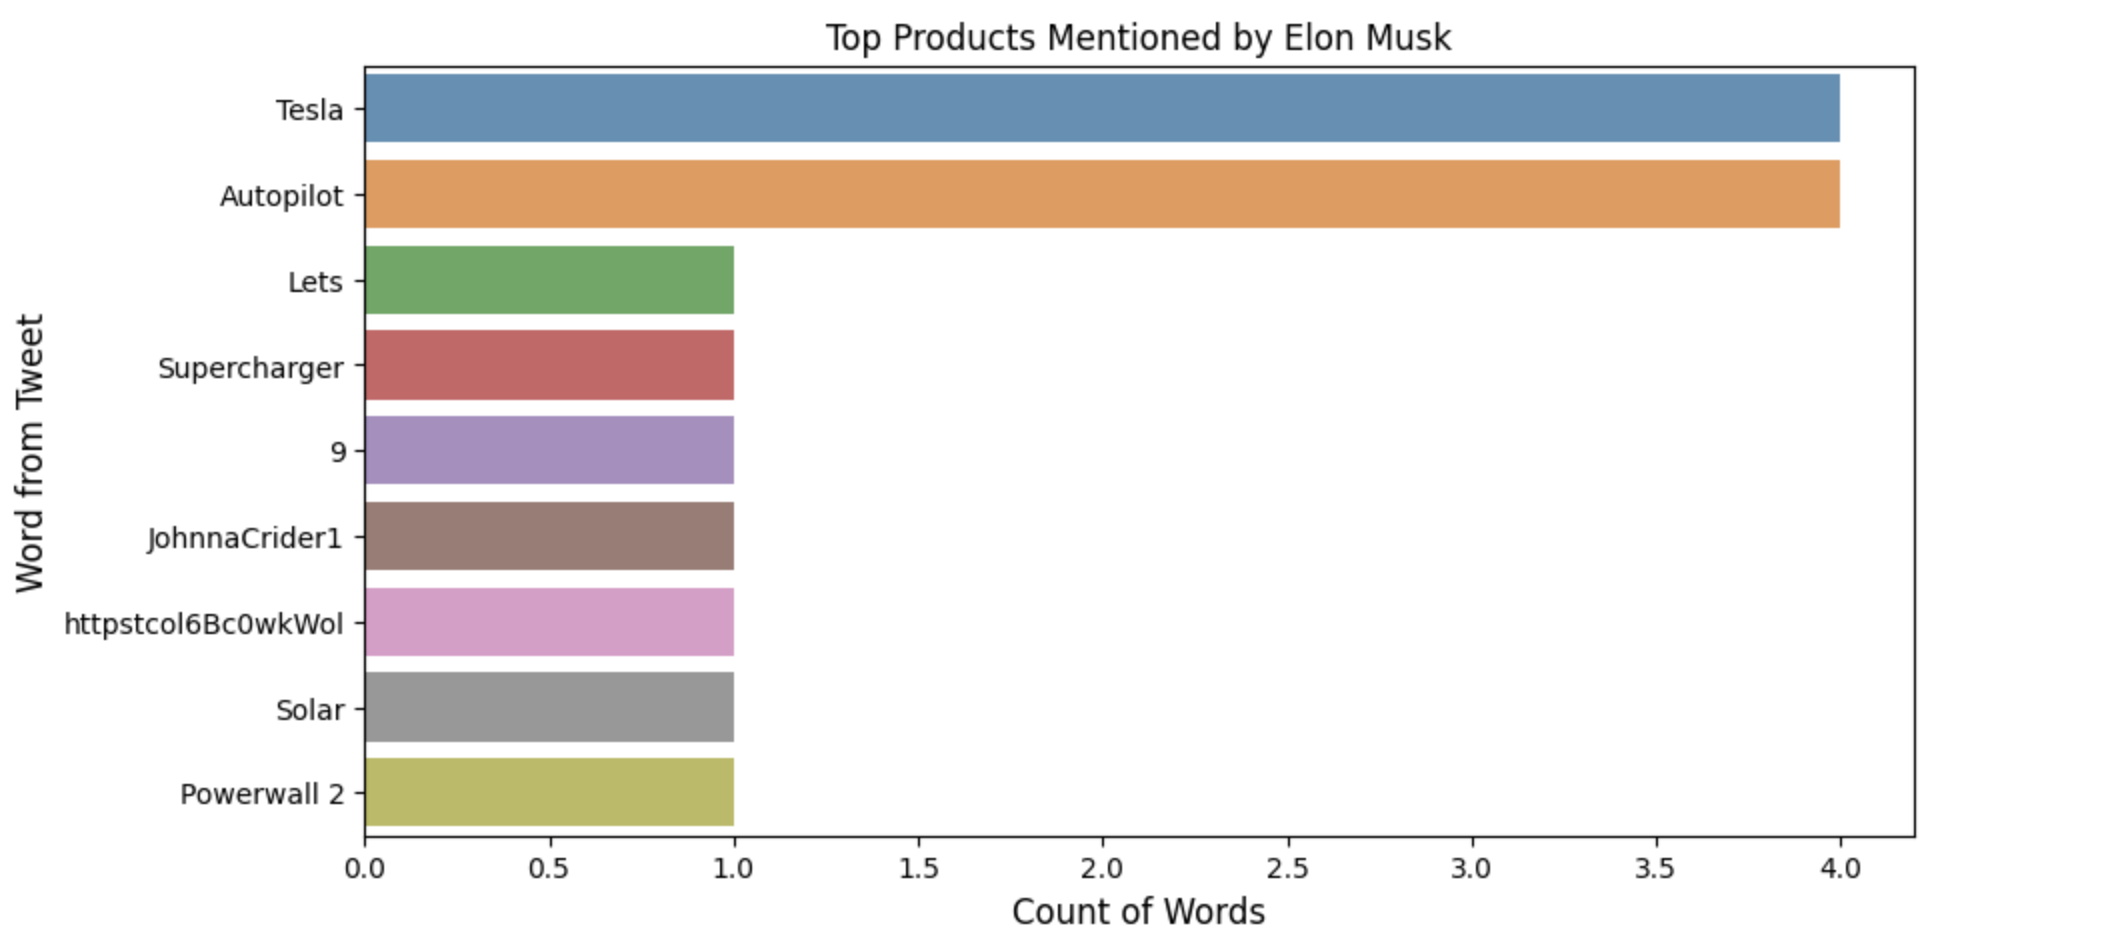 Top Products Mentioned by Elon Musk
Word from Tweet
Tesla
Autopilot
Lets
Supercharger
9
JohnnaCrider1
httpstcol6Bc0wkWol
Solar
Powerwall 2
0.0 0.5 1.0 1.5 2.0 2.5 3.0 3.5 4.0
Count of Words